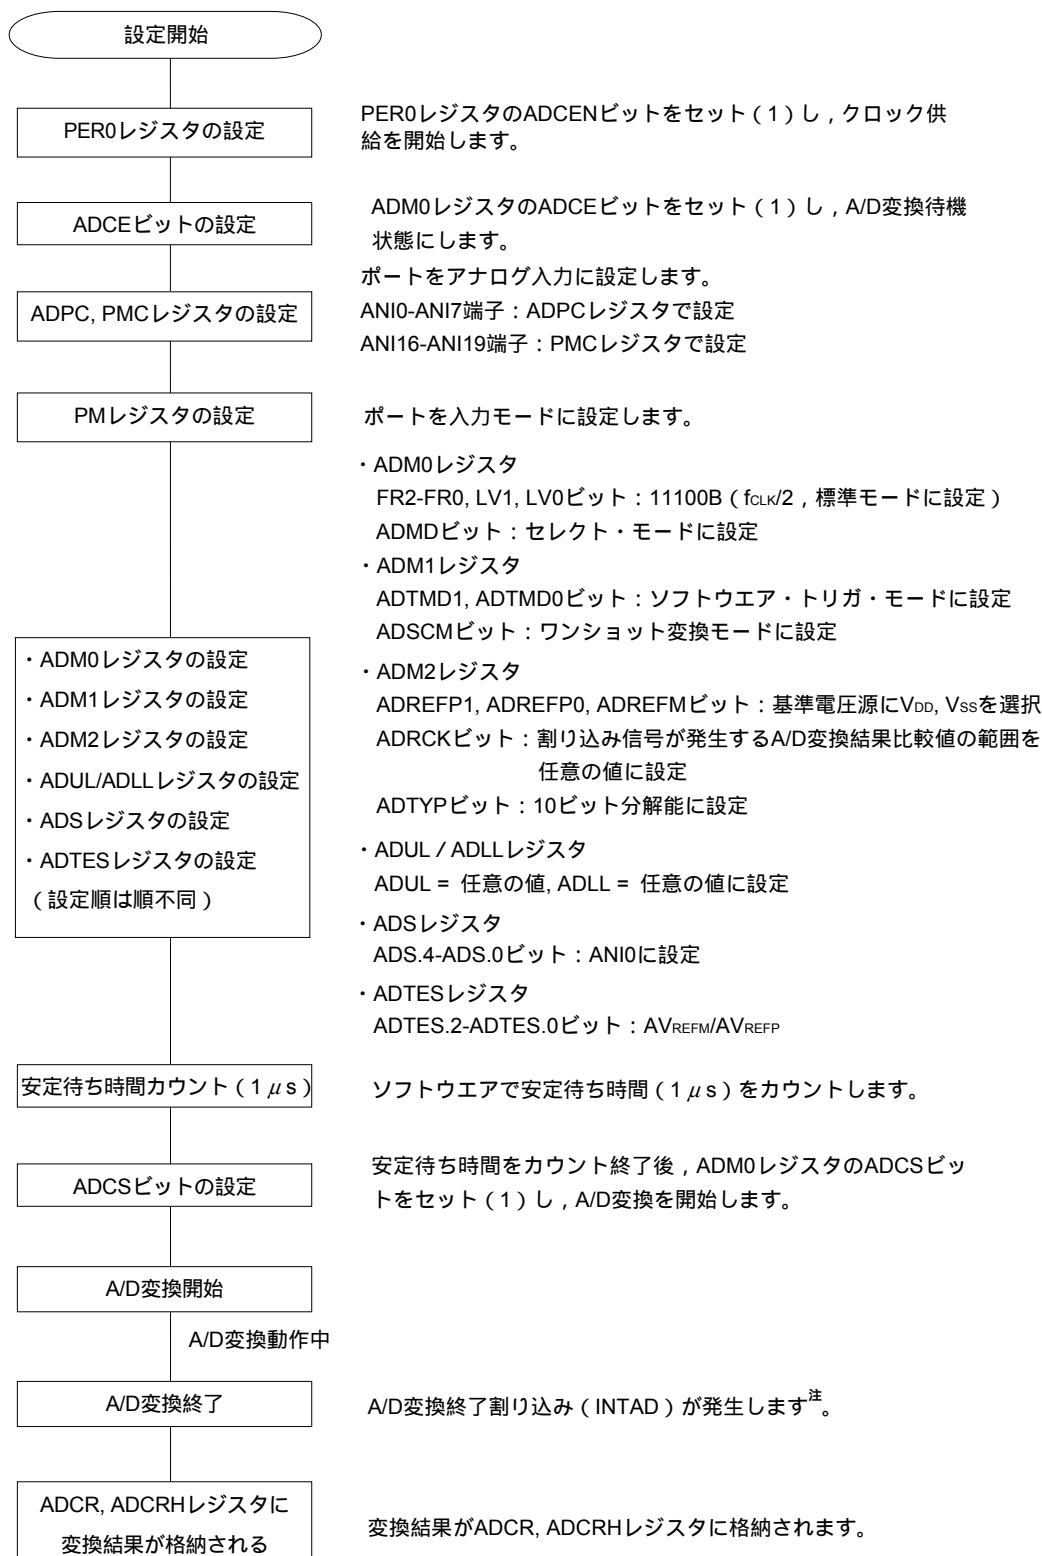 設定開始
PER0レジスタの設定
PER0レジスタのADCENビットをセット（1）し，クロック供
給を開始します。
ADCEビットの設定
ADM0レジスタのADCEビットをセット（1）し，A/D変換待機
状態にします。
ADPC, PMCレジスタの設定
ポートをアナログ入力に設定します。
ANI0-ANI7端子：ADPCレジスタで設定
ANI16-ANI19端子：PMCレジスタで設定
PMレジスタの設定
ポートを入力モードに設定します。
・ADM0レジスタの設定
・ADM1レジスタの設定
・ADM2レジスタの設定
・ADUL/ADLLレジスタの設定
・ADSレジスタの設定
・ADTESレジスタの設定
（設定順は順不同）
・ADM0レジスタ
FR2-FR0, LV1, LV0ビット：11100B（fCLK/2，標準モードに設定）
ADMDビット：セレクト・モードに設定
・ADM1レジスタ
ADTMD1, ADTMD0ビット：ソフトウエア・トリガ・モードに設定
ADSCMビット：ワンショット変換モードに設定
・ADM2レジスタ
ADREFP1, ADREFP0, ADREFMビット：基準電圧源にVDD, VSSを選択
ADRCKビット：割り込み信号が発生するA/D変換結果比較値の範囲を
任意の値に設定
ADTYPビット：10ビット分解能に設定
・ADUL／ADLLレジスタ
ADUL = 任意の値, ADLL = 任意の値に設定
・ADSレジスタ
ADS.4-ADS.0ビット：ANI0に設定
・ADTESレジスタ
ADTES.2-ADTES.0ビット：AVREFM/AVREFP
安定待ち時間カウント（1 μs）
ソフトウエアで安定待ち時間（1 μs）をカウントします。
ADCSビットの設定
安定待ち時間をカウント終了後，ADM0レジスタのADCSビッ
トをセット（1）し，A/D変換を開始します。
A/D変換開始
A/D変換動作中
A/D変換終了
A/D変換終了割り込み（INTAD）が発生します注。
ADCR, ADCRHレジスタに
変換結果が格納される
変換結果がADCR, ADCRHレジスタに格納されます。